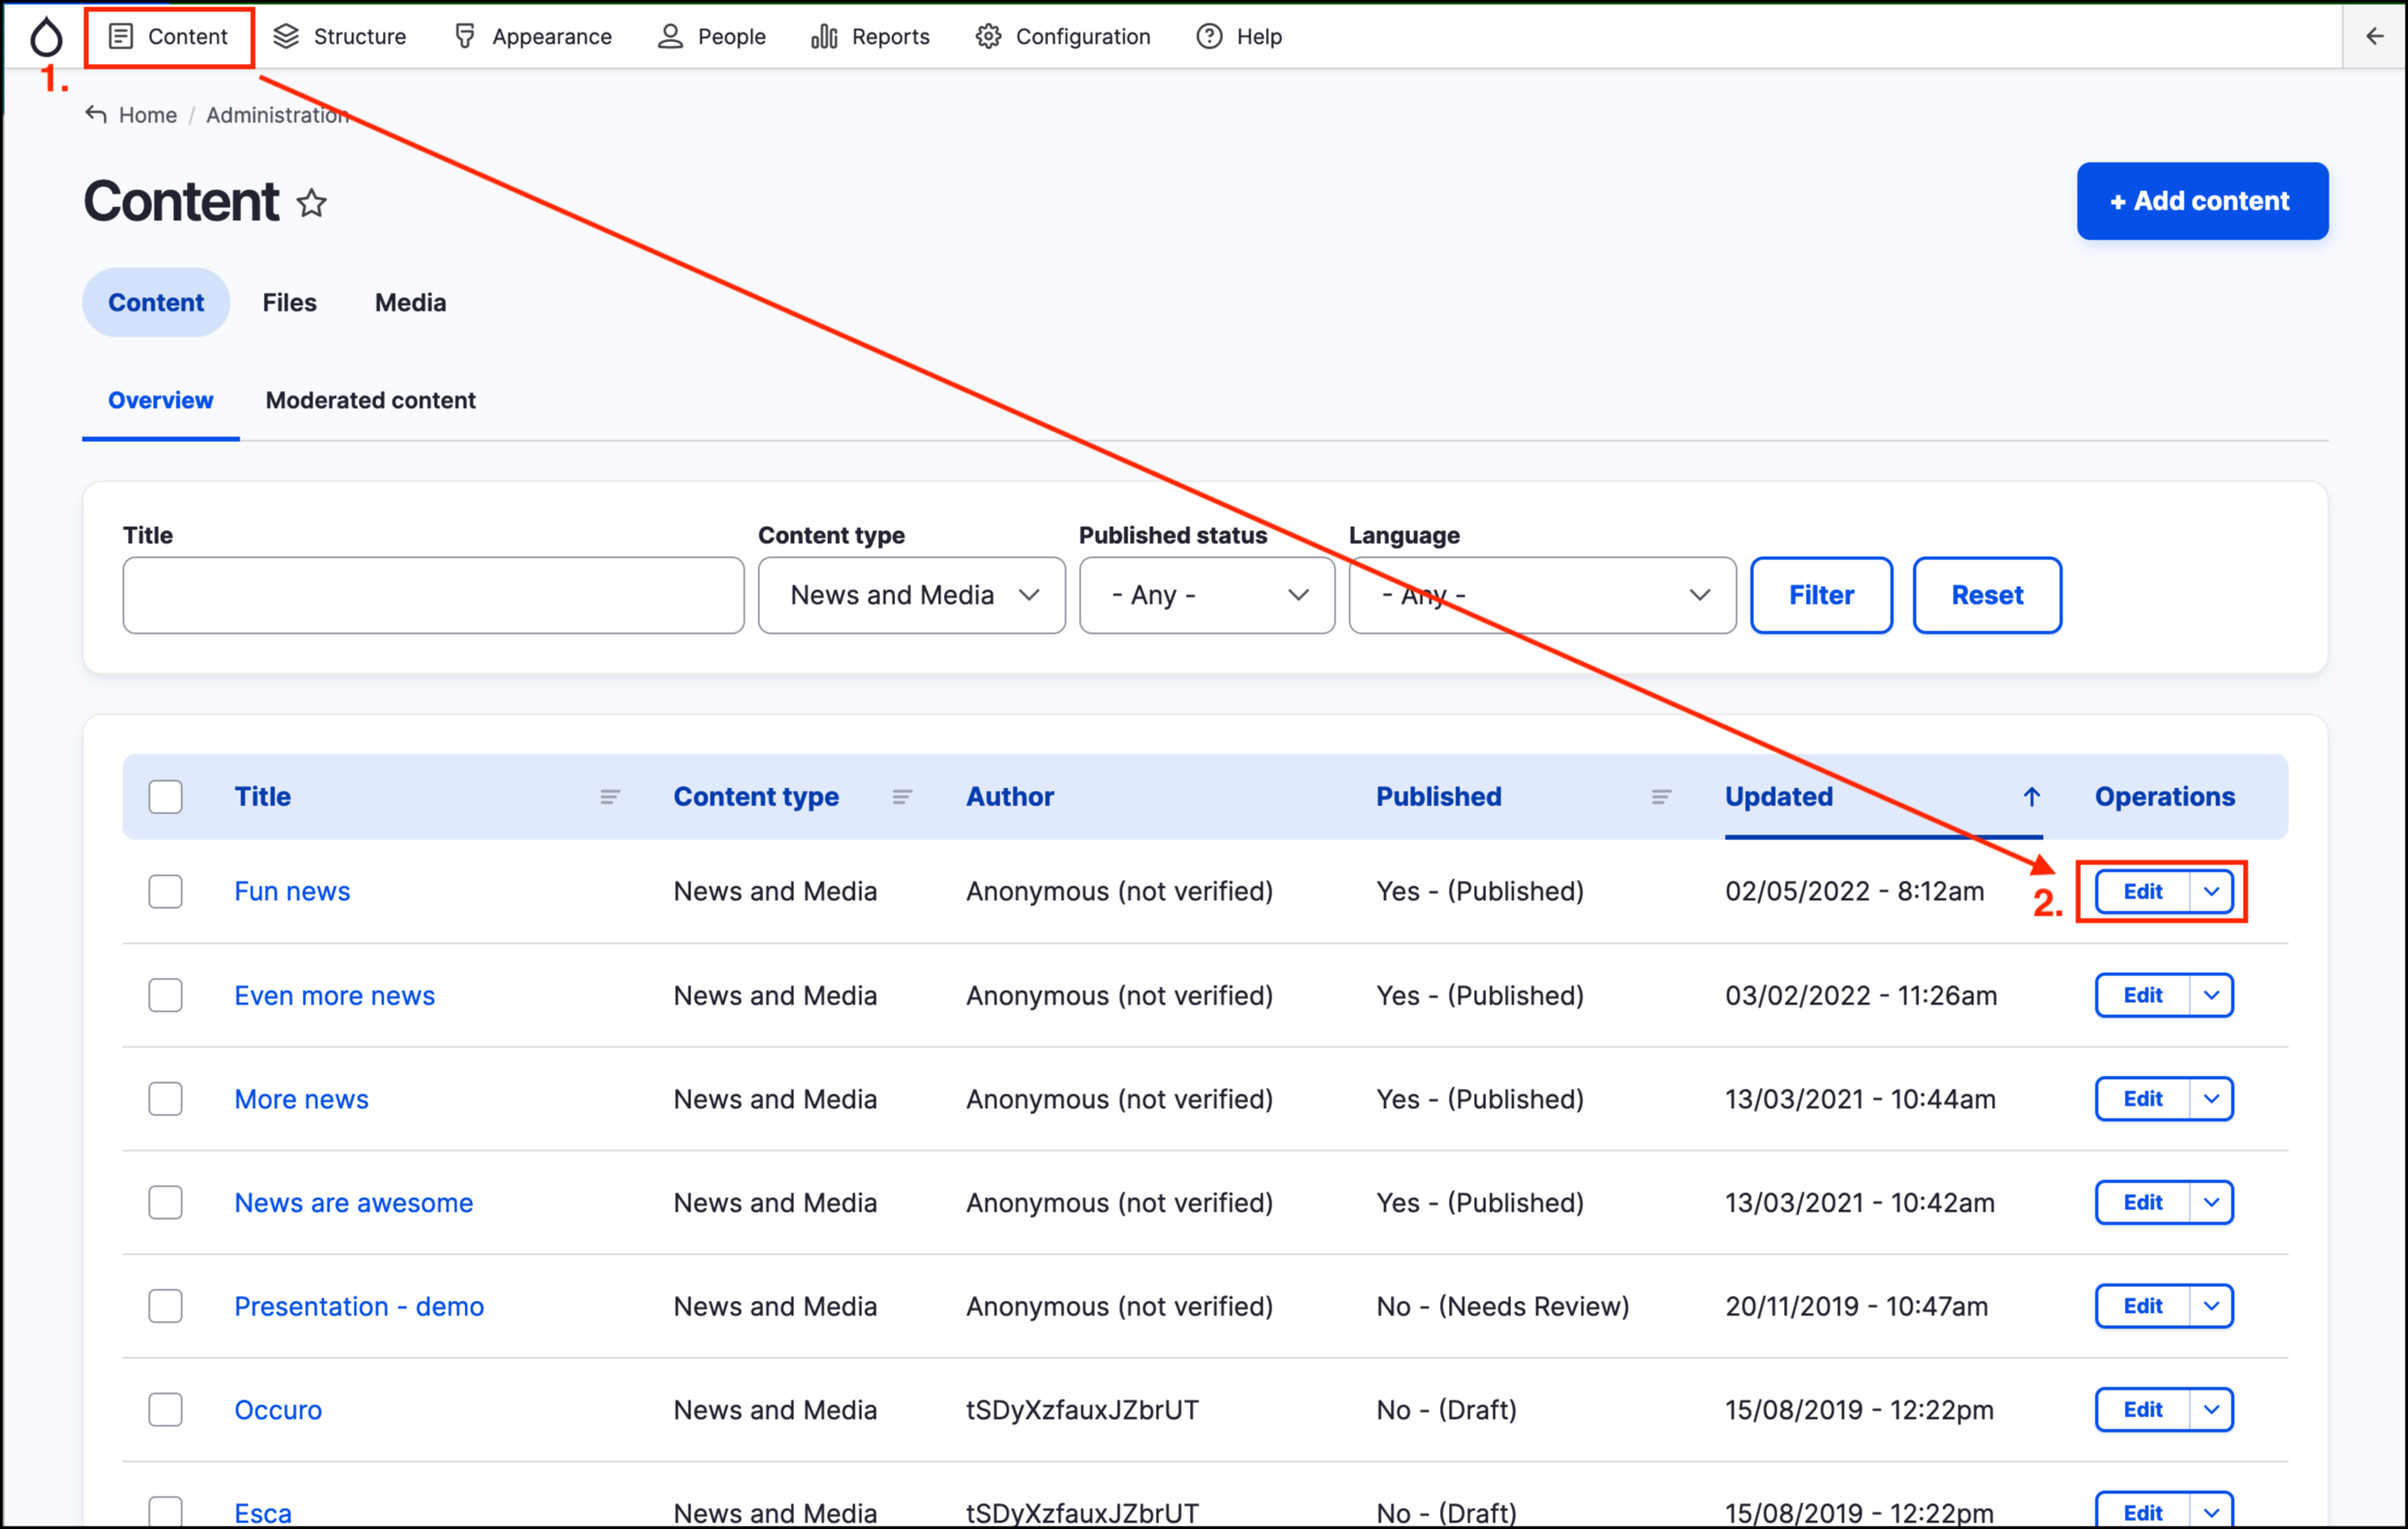 Content Structure Appearance People Reports Configuration Help
1.
Home / Administration
Content
+ Add content
Content Files Media
Overview Moderated content
Title Content type Published status Language
News and Media - Any - - Any - Filter Reset
Title Content type Author Published Updated Operations
Fun news News and Media Anonymous (not verified) Yes - (Published) 02/05/2022 - 8:12am 2. Edit
Even more news News and Media Anonymous (not verified) Yes - (Published) 03/02/2022 - 11:26am Edit
More news News and Media Anonymous (not verified) Yes - (Published) 13/03/2021 - 10:44am Edit
News are awesome News and Media Anonymous (not verified) Yes - (Published) 13/03/2021 - 10:42am Edit
Presentation - demo News and Media Anonymous (not verified) No - (Needs Review) 20/11/2019 - 10:47am Edit
Occuro News and Media tSDyXzfauxJZbrUT No - (Draft) 15/08/2019 - 12:22pm Edit
Esca News and Media tSDyXzfauxJZbrUT No - (Draft) 15/08/2019 - 12:22pm Edit